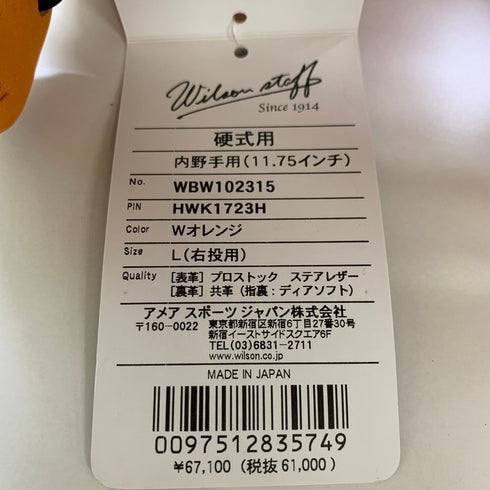 Wilson staff
Since 1914
硬式用
内野手用(11.75インチ)
No. WBW102315
PIN HWK1723H
Color Wオレンジ
Size L(右投用)
Quality [表革] プロストック ステアレザー
[裏革] 共革(指裏:ディアソフト)
アメア スポーツ ジャパン株式会社
〒160-0022 東京都新宿区新宿6丁目27番30号
新宿イーストサイドスクエア6F
TEL(03)6831-2711
www.wilson.co.jp
MADE IN JAPAN
0097512835749
¥67,100 (税抜 61,000)